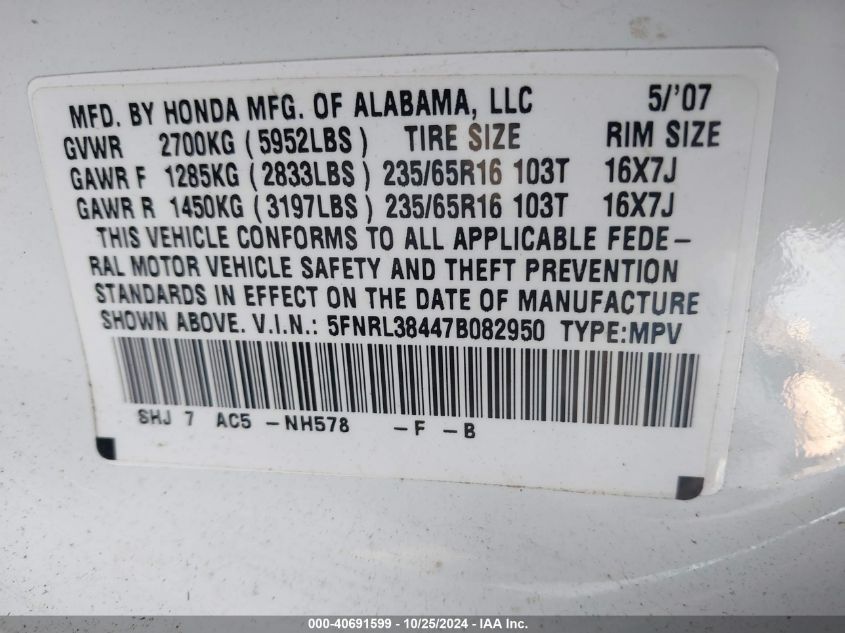 MFD. BY HONDA MFG. OF ALABAMA, LLC 5/'07
GVWR 2700KG (5952LBS) TIRE SIZE RIM SIZE
GAWR F 1285KG (2833LBS) 235/65R16 103T 16X7J
GAWR R 1450KG (3197LBS) 235/65R16 103T 16X7J
THIS VEHICLE CONFORMS TO ALL APPLICABLE FEDE-
RAL MOTOR VEHICLE SAFETY AND THEFT PREVENTION
STANDARDS IN EFFECT ON THE DATE OF MANUFACTURE
SHOWN ABOVE. V.I.N.: 5FNRL38447B082950 TYPE:MPV
SHJ 7 AC5 -NH578 -F -B
000-40691599 - 10/25/2024 - IAA Inc.